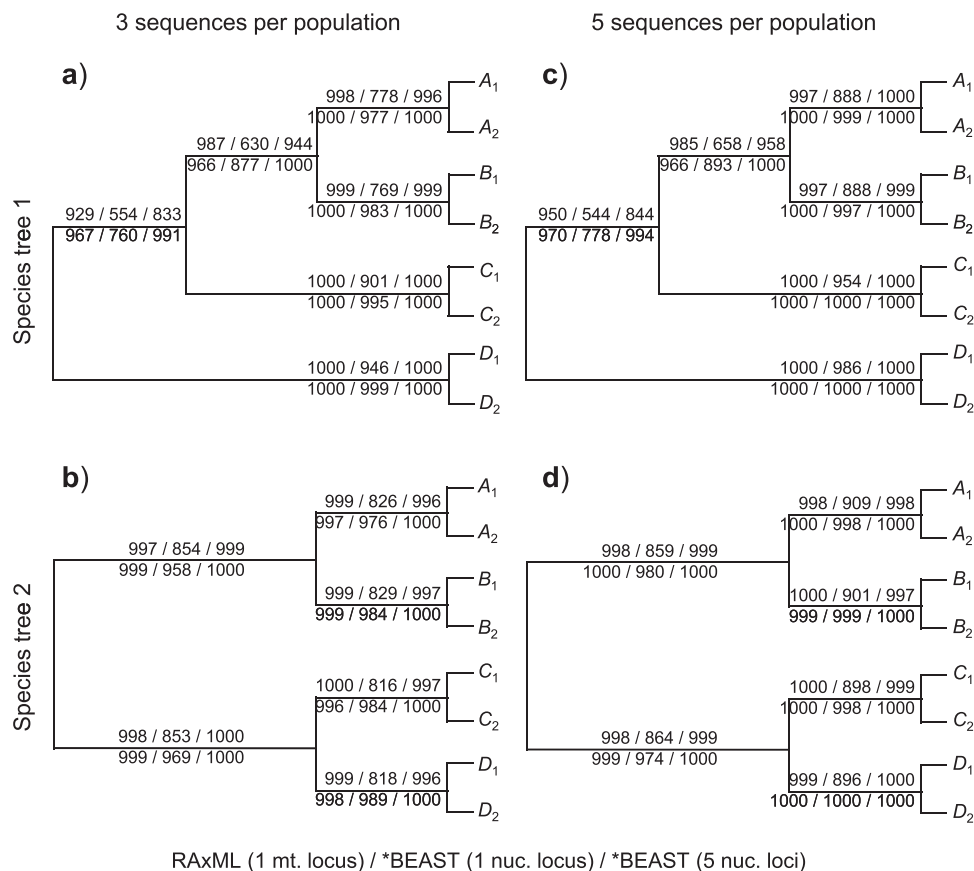 3 sequences per population
5 sequences per population
Species tree 1
a)
998 / 778 / 996
1000 / 977 / 1000
987 / 630 / 944
966 / 877 / 1000
999 / 769 / 999
1000 / 983 / 1000
929 / 554 / 833
967 / 760 / 991
1000 / 901 / 1000
1000 / 995 / 1000
1000 / 946 / 1000
1000 / 999 / 1000
A1
A2
B1
B2
C1
C2
D1
D2
c)
997 / 888 / 1000
1000 / 999 / 1000
985 / 658 / 958
966 / 893 / 1000
997 / 888 / 999
1000 / 997 / 1000
950 / 544 / 844
970 / 778 / 994
1000 / 954 / 1000
1000 / 1000 / 1000
1000 / 986 / 1000
1000 / 1000 / 1000
A1
A2
B1
B2
C1
C2
D1
D2
Species tree 2
b)
999 / 826 / 996
997 / 976 / 1000
997 / 854 / 999
999 / 958 / 1000
999 / 829 / 997
999 / 984 / 1000
1000 / 816 / 997
996 / 984 / 1000
998 / 853 / 1000
999 / 969 / 1000
999 / 818 / 996
998 / 989 / 1000
A1
A2
B1
B2
C1
C2
D1
D2
d)
998 / 909 / 998
1000 / 998 / 1000
998 / 859 / 999
1000 / 980 / 1000
1000 / 901 / 997
999 / 999 / 1000
1000 / 898 / 999
1000 / 998 / 1000
998 / 864 / 999
999 / 974 / 1000
999 / 896 / 1000
1000 / 1000 / 1000
A1
A2
B1
B2
C1
C2
D1
D2
RAxML (1 mt. locus) / *BEAST (1 nuc. locus) / *BEAST (5 nuc. loci)